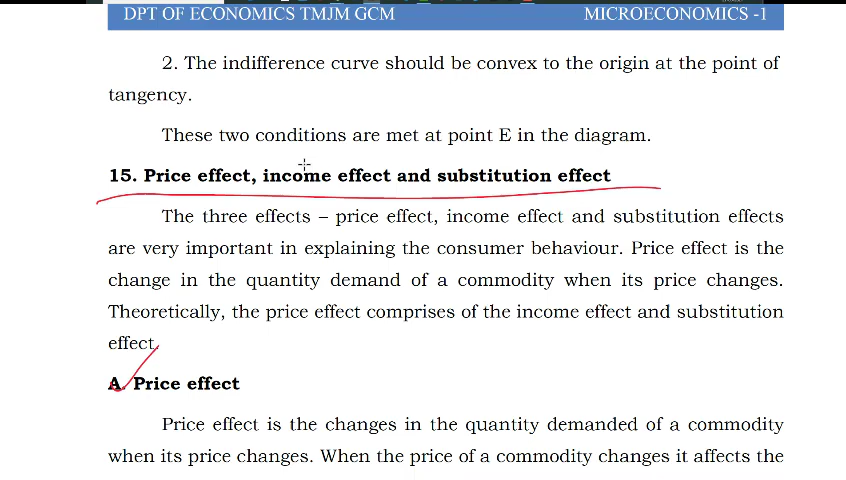 DPT OF ECONOMICS TMJM GCM MICROECONOMICS -1
2. The indifference curve should be convex to the origin at the point of
tangency.
These two conditions are met at point E in the diagram.
15. Price effect, income effect and substitution effect
The three effects – price effect, income effect and substitution effects
are very important in explaining the consumer behaviour. Price effect is the
change in the quantity demand of a commodity when its price changes.
Theoretically, the price effect comprises of the income effect and substitution
effect.
A. Price effect
Price effect is the changes in the quantity demanded of a commodity
when its price changes. When the price of a commodity changes it affects the